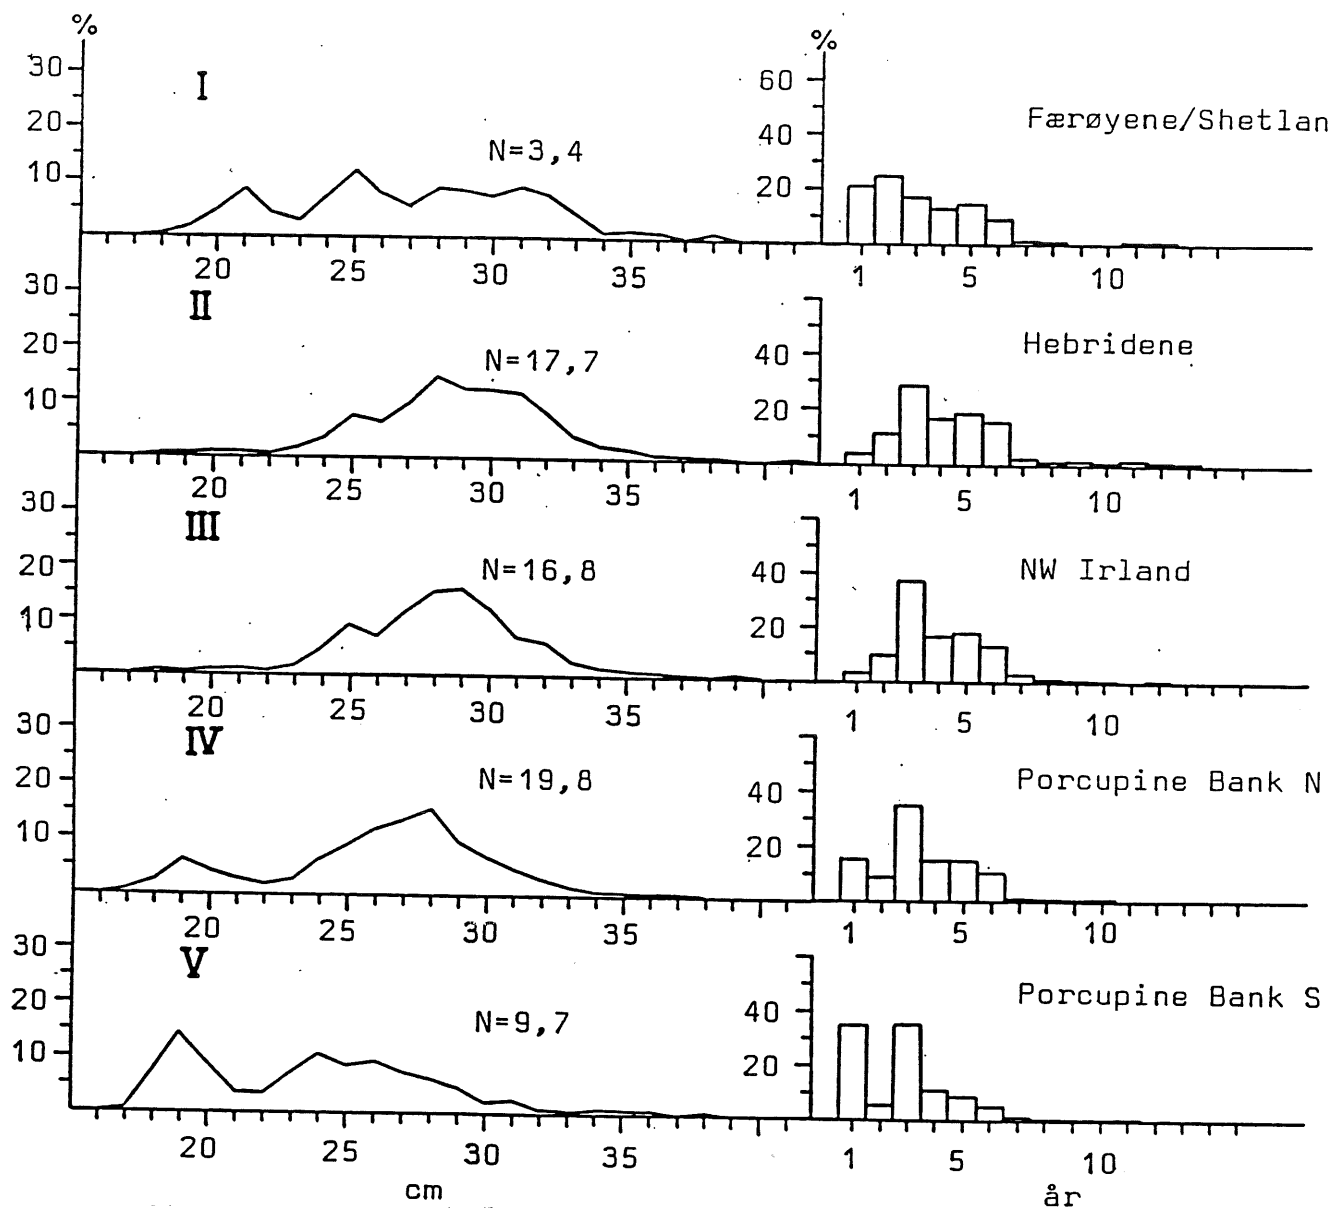 % %
30 I 60 Færøyene/Shetlan
20 N=3,4 40
10 20
20 25 30 35 1 5 10
30 II
20 N=17,7 40 Hebridene
10 20
20 25 30 35 1 5 10
30 III
20 N=16,8 40 NW Irland
10 20
20 25 30 35 1 5 10
30 IV
20 N=19,8 40 Porcupine Bank N
10 20
20 25 30 35 1 5 10
30 V
20 N=9,7 40 Porcupine Bank S
10 20
20 25 30 35 1 5 10
cm år